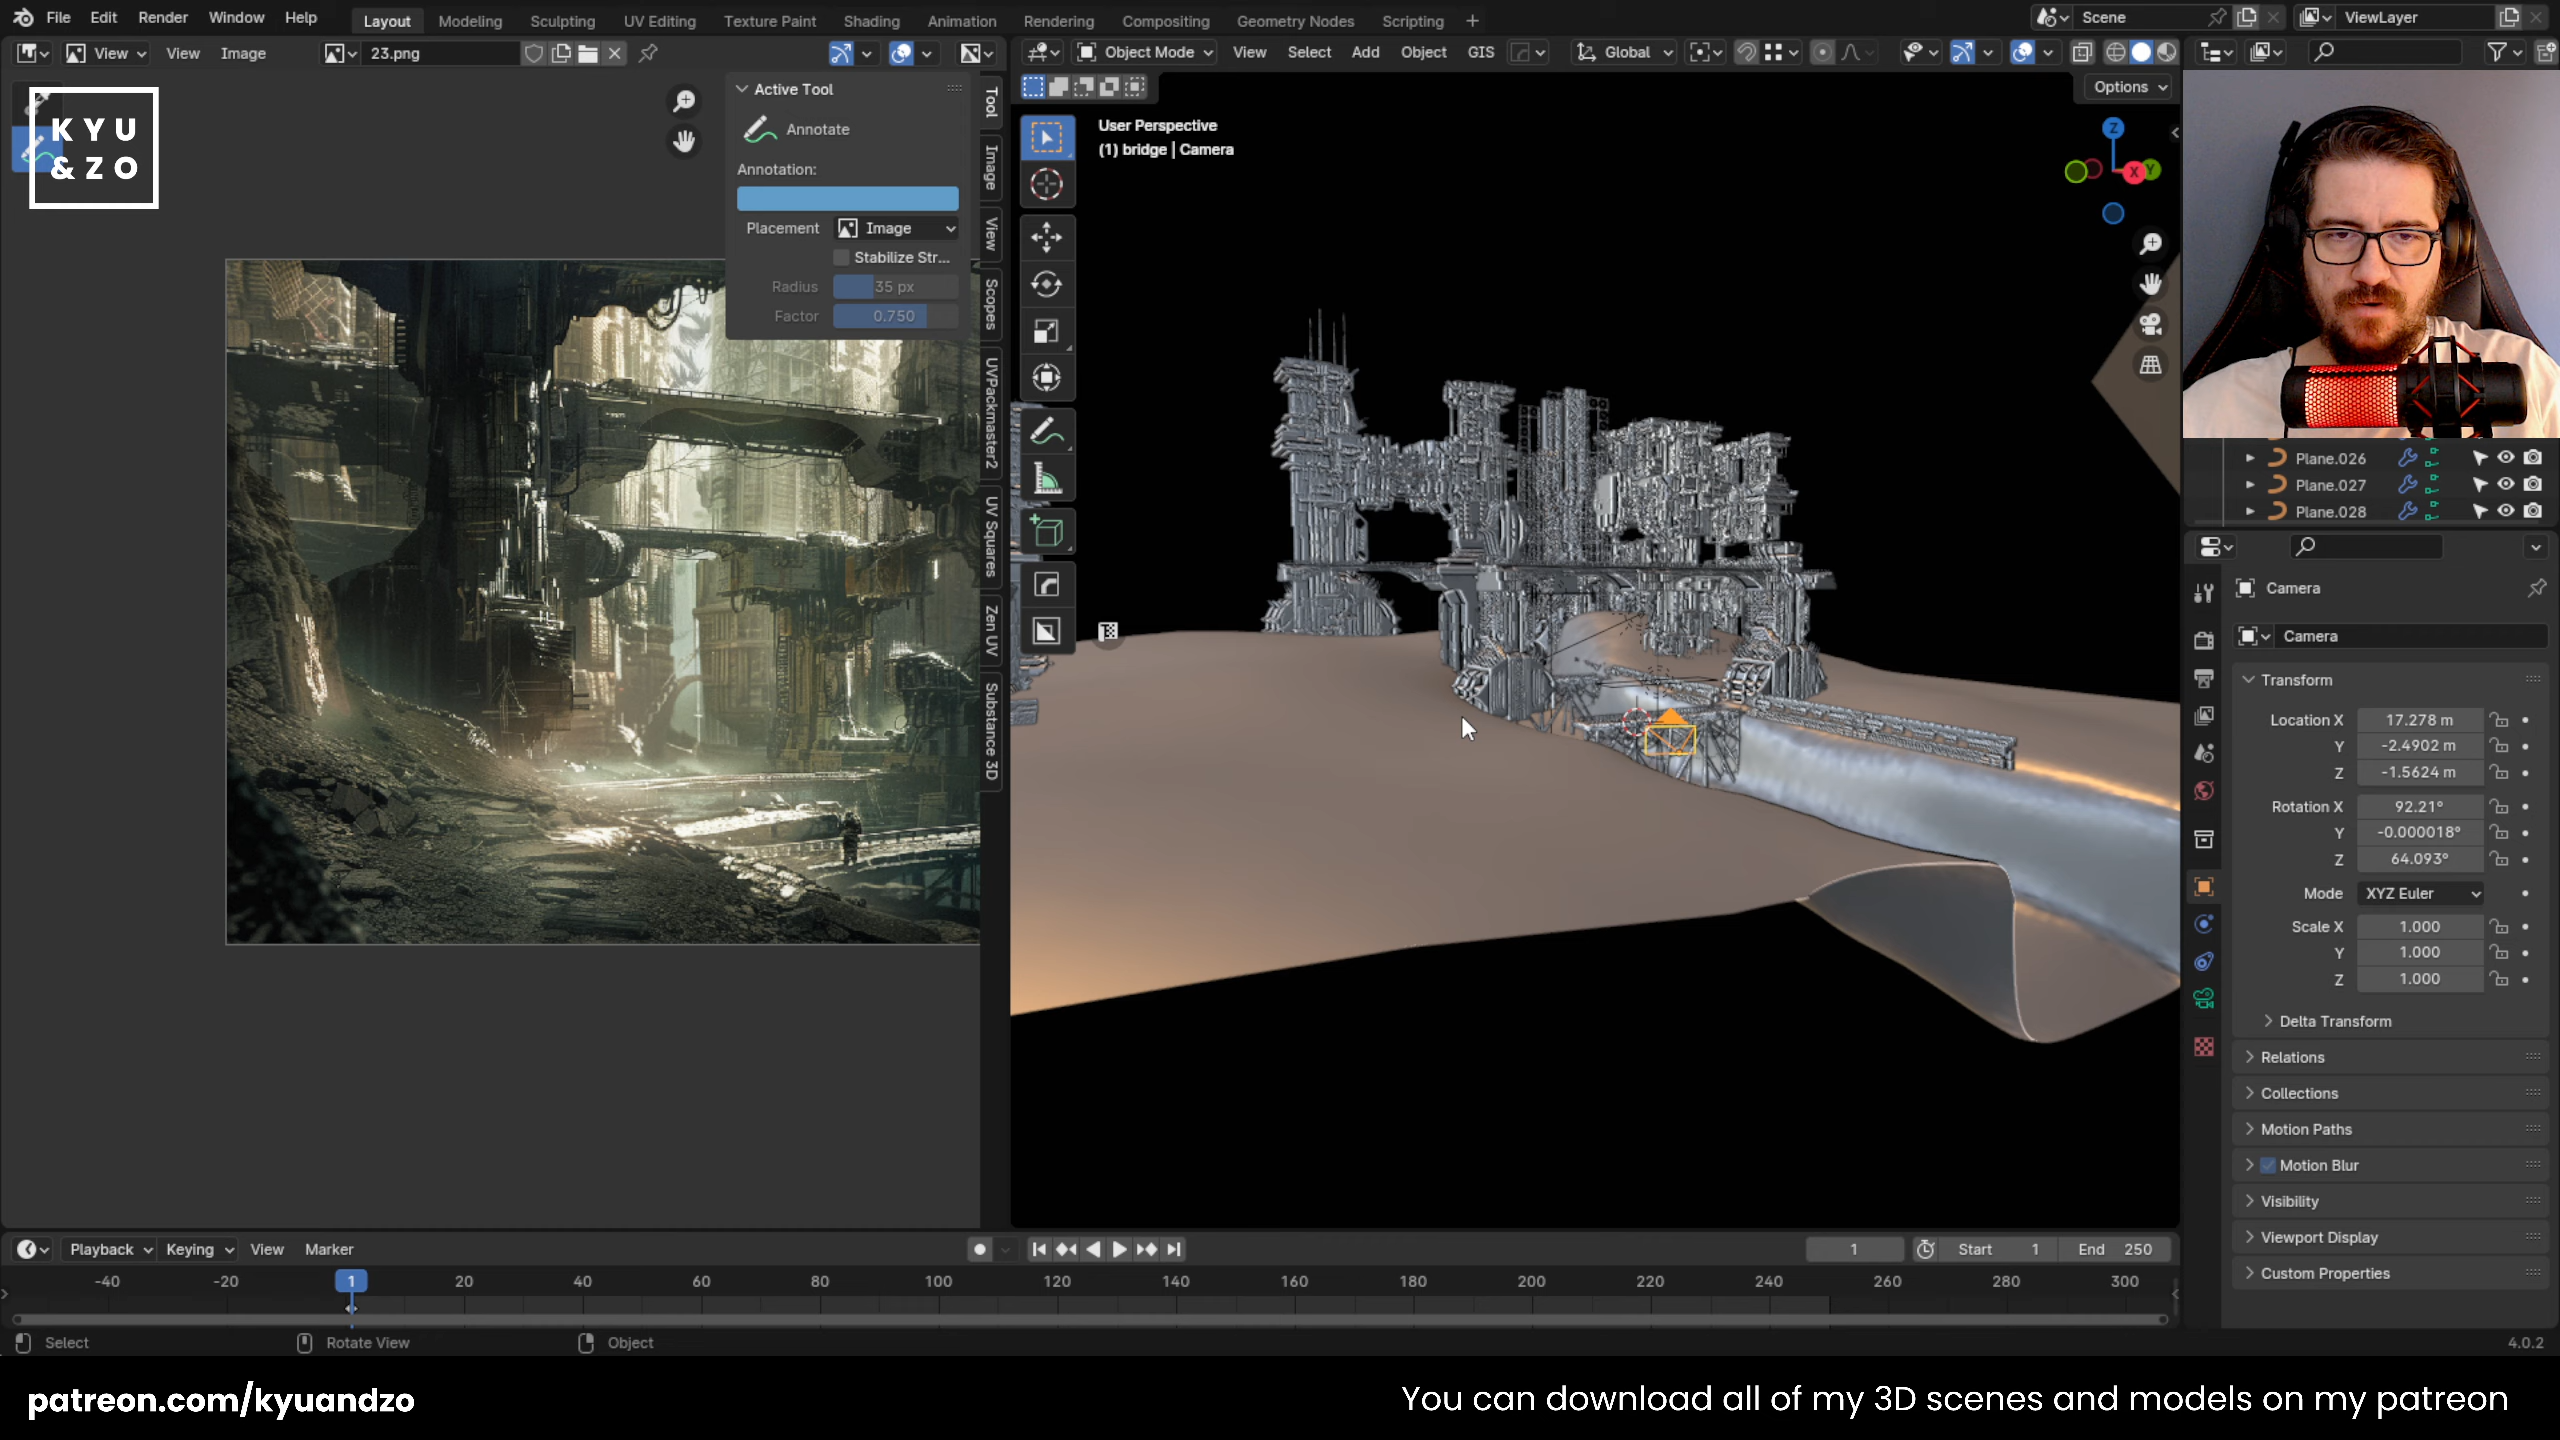 File Edit Render Window Help
Layout Modeling Sculpting UV Editing Texture Paint Shading Animation Rendering Compositing Geometry Nodes Scripting +
Scene
ViewLayer
View View Image 23.png
Object Mode View Select Add Object GIS Global
Options
KYU
&ZO
Active Tool
Annotate
Annotation:
Placement Image
Stabilize Str...
Radius 35 px
Factor 0.750
Tool
Image
View
Scopes
UVPackmaster2
UV Squares
Zen UV
Substance 3D
User Perspective
(1) bridge | Camera
Z
X
Y
Plane.026
Plane.027
Plane.028
Camera
Camera
Transform
Location X 17.278 m
Y -2.4902 m
Z -1.5624 m
Rotation X 92.21°
Y -0.000018°
Z 64.093°
Mode XYZ Euler
Scale X 1.000
Y 1.000
Z 1.000
Delta Transform
Relations
Collections
Motion Paths
Motion Blur
Visibility
Viewport Display
Custom Properties
Playback Keying View Marker
1 Start 1 End 250
-40 -20 1 20 40 60 80 100 120 140 160 180 200 220 240 260 280 300
Select Rotate View Object 4.0.2
patreon.com/kyuandzo
You can download all of my 3D scenes and models on my patreon